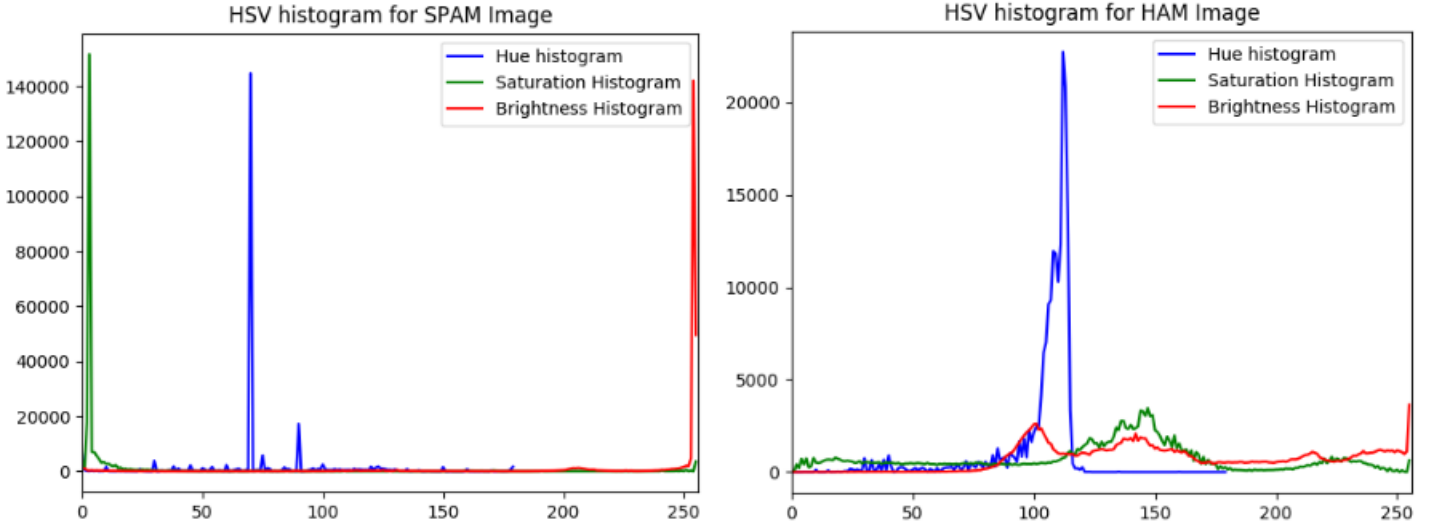 HSV histogram for SPAM Image
Hue histogram
Saturation Histogram
Brightness Histogram
140000
120000
100000
80000
60000
40000
20000
0
0 50 100 150 200 250
HSV histogram for HAM Image
Hue histogram
Saturation Histogram
Brightness Histogram
20000
15000
10000
5000
0
0 50 100 150 200 250